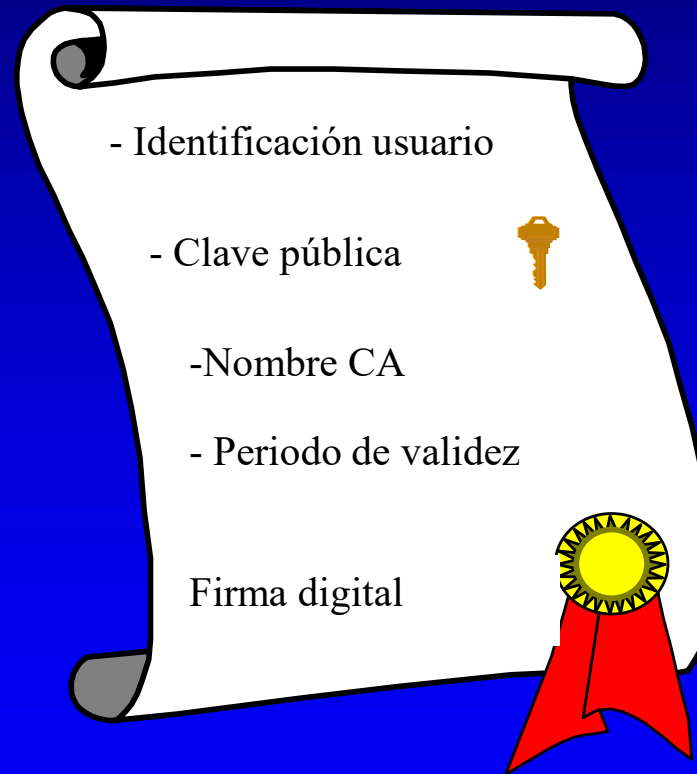 - Identificación usuario
- Clave pública
-Nombre CA
- Periodo de validez
Firma digital